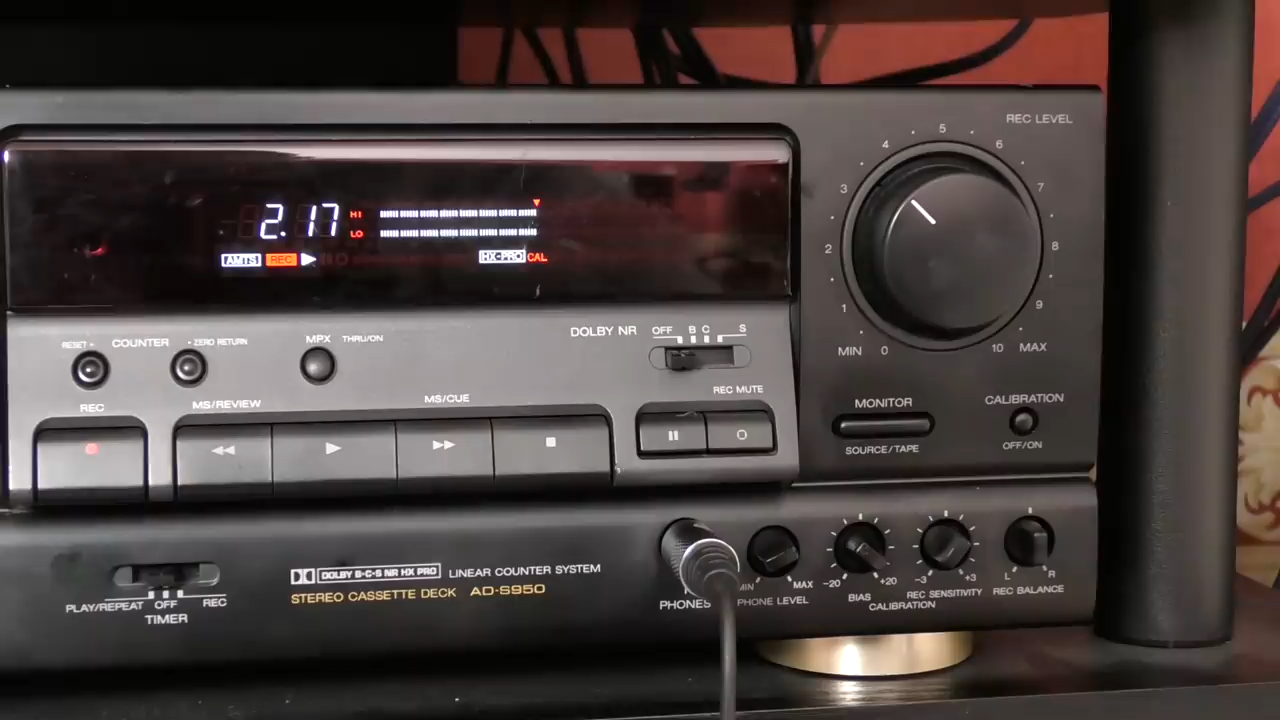 REC LEVEL
2.17
HI
LO
AMTS REC
HX-PRO CAL
0 1 2 3 4 5 6 7 8 9 10
MIN MAX
RESET COUNTER ZERO RETURN
MPX THRU/ON
DOLBY NR OFF B C S
REC
MS/REVIEW
MS/CUE
REC MUTE
MONITOR
SOURCE/TAPE
CALIBRATION
OFF/ON
DOLBY B-C-S NR HX PRO LINEAR COUNTER SYSTEM
STEREO CASSETTE DECK AD-S950
PLAY/REPEAT OFF REC
TIMER
PHONES
MIN MAX
PHONE LEVEL
-20 +20
BIAS
-3 +3
REC SENSITIVITY
CALIBRATION
L R
REC BALANCE